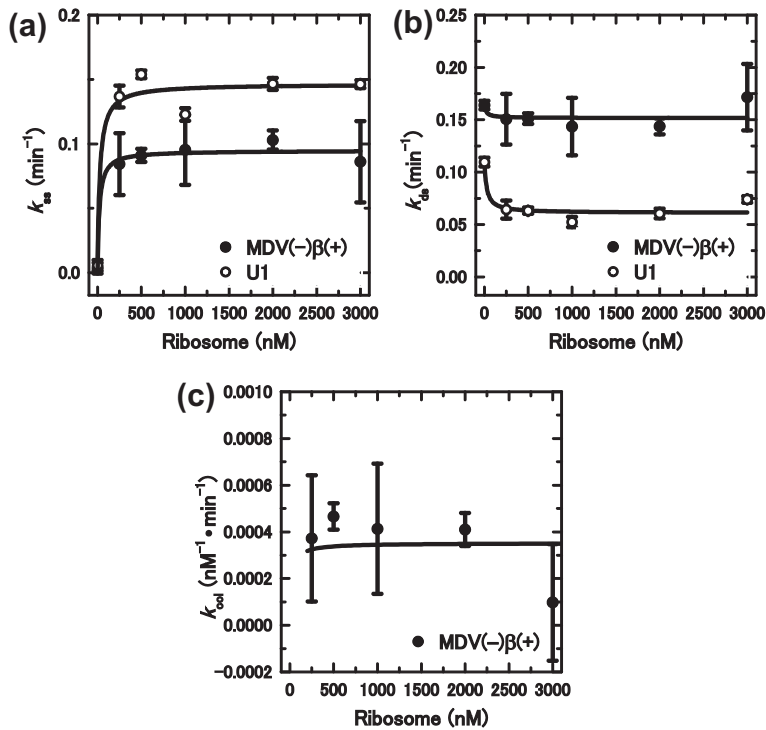 (a)
0.2
0.1
0.0
kss (min⁻¹)
MDV(−)β(+)
U1
0 500 1000 1500 2000 2500 3000
Ribosome (nM)
(b)
0.25
0.20
0.15
0.10
0.05
0.00
kds (min⁻¹)
MDV(−)β(+)
U1
0 500 1000 1500 2000 2500 3000
Ribosome (nM)
(c)
0.0010
0.0008
0.0006
0.0004
0.0002
0.0000
−0.0002
kcol (nM⁻¹•min⁻¹)
MDV(−)β(+)
0 500 1000 1500 2000 2500 3000
Ribosome (nM)